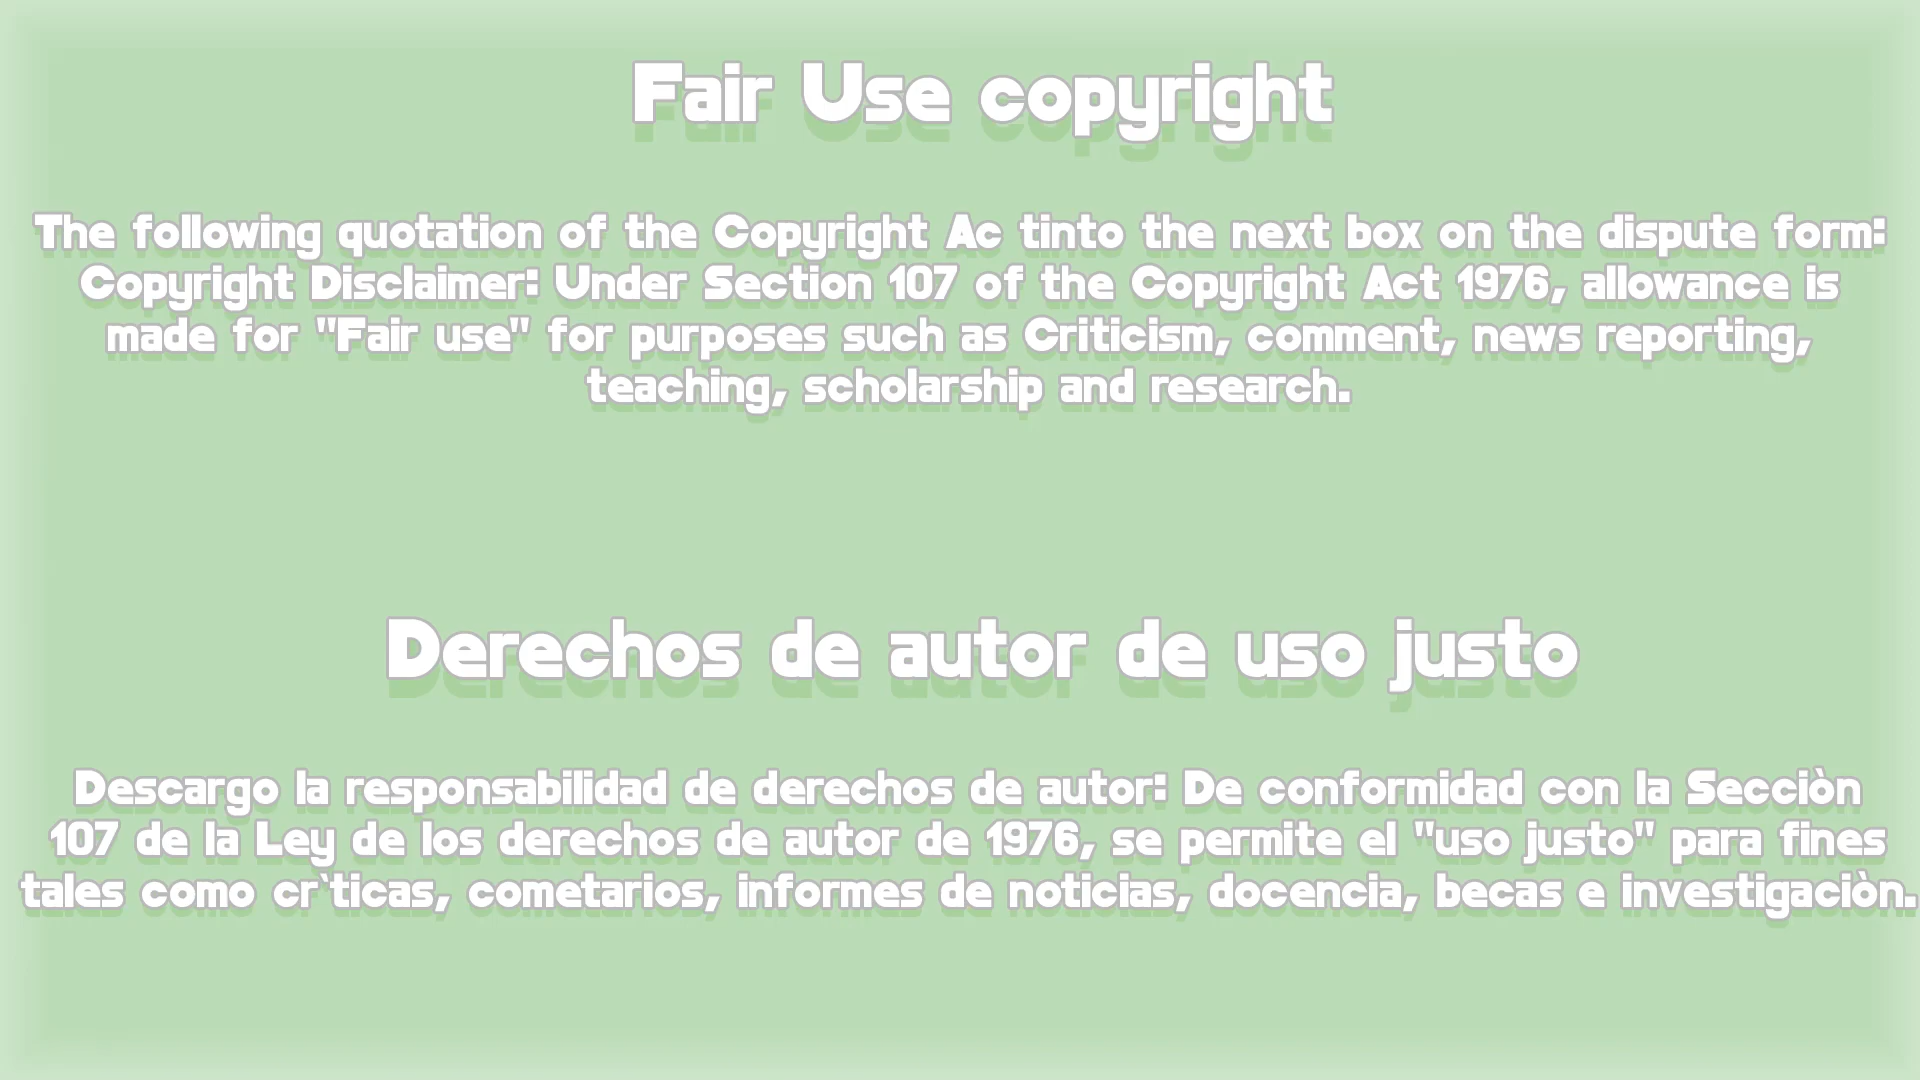 Fair Use copyright
The following quotation of the Copyright Ac tinto the next box on the dispute form:
Copyright Disclaimer: Under Section 107 of the Copyright Act 1976, allowance is
made for "Fair use" for purposes such as Criticism, comment, news reporting,
teaching, scholarship and research.
Derechos de autor de uso justo
Descargo la responsabilidad de derechos de autor: De conformidad con la Secciòn
107 de la Ley de los derechos de autor de 1976, se permite el "uso justo" para fines
tales como cr`ticas, cometarios, informes de noticias, docencia, becas e investigaciòn.